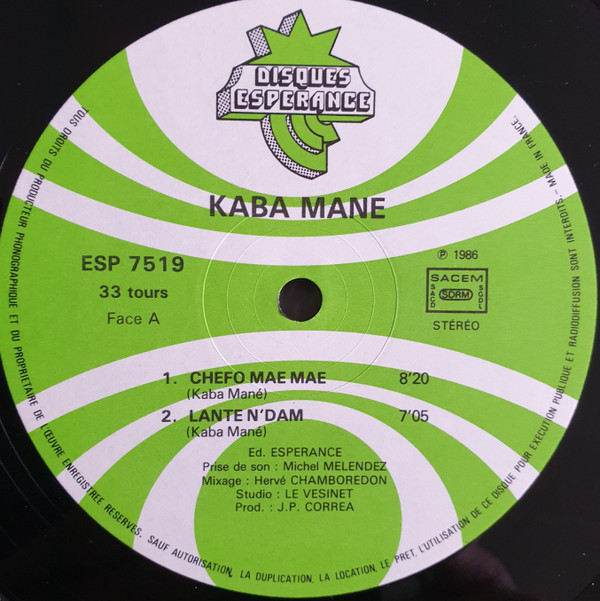 DISQUES
ESPERANCE
KABA MANE
ESP 7519
33 tours
Face A
℗ 1986
SACEM
SACD
SDRM
SGDL
STÉRÉO
1. CHEFO MAE MAE 8'20
(Kaba Mané)
2. LANTE N'DAM 7'05
(Kaba Mané)
Ed. ESPERANCE
Prise de son : Michel MELENDEZ
Mixage : Hervé CHAMBOREDON
Studio : LE VESINET
Prod. : J.P. CORREA
TOUS DROITS DU PRODUCTEUR PHONOGRAPHIQUE ET DU PROPRIETAIRE DE L'ŒUVRE ENREGISTREE RESERVES. SAUF AUTORISATION, LA DUPLICATION, LA LOCATION, LE PRET, L'UTILISATION DE CE DISQUE POUR EXECUTION PUBLIQUE ET RADIODIFFUSION SONT INTERDITS. MADE IN FRANCE.